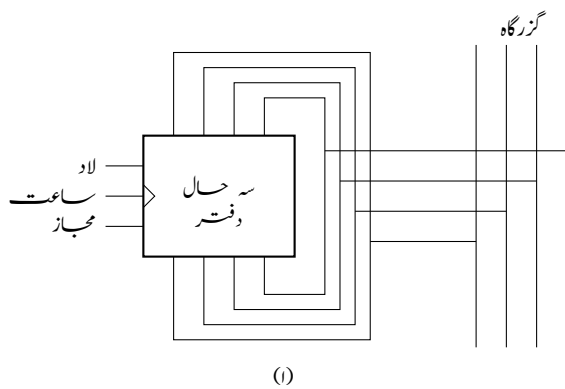 گزرگاہ
لاد
ساعت
مجاز
سہ حال
دفتر
(ا)